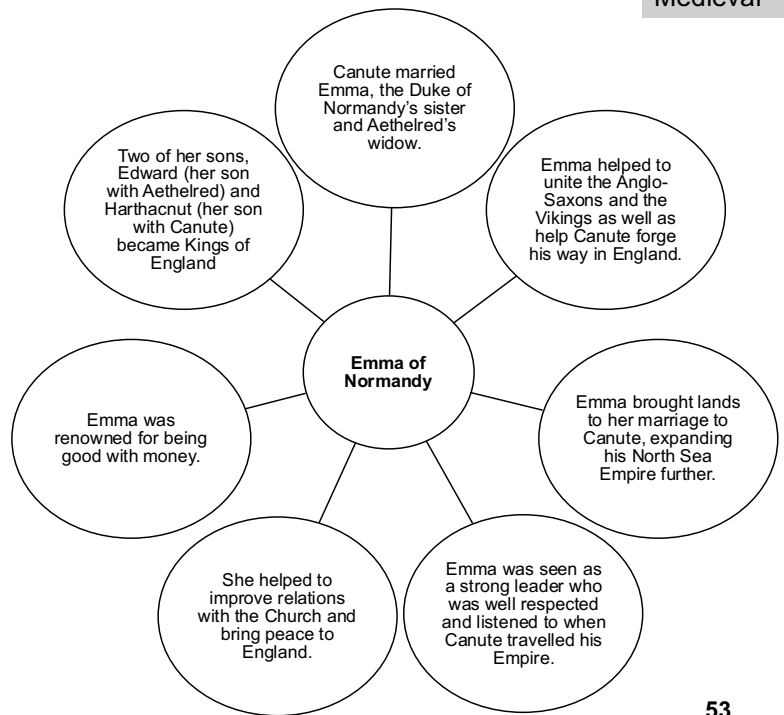 Medieval
Canute married
Emma, the Duke of
Normandy's sister
and Aethelred's
widow.
Emma helped to
unite the Anglo-
Saxons and the
Vikings as well as
help Canute forge
his way in England.
Emma brought lands
to her marriage to
Canute, expanding
his North Sea
Empire further.
Emma was seen as
a strong leader who
was well respected
and listened to when
Canute travelled his
Empire.
She helped to
improve relations
with the Church and
bring peace to
England.
Emma was
renowned for being
good with money.
Two of her sons,
Edward (her son
with Aethelred) and
Harthacnut (her son
with Canute)
became Kings of
England
Emma of
Normandy
53